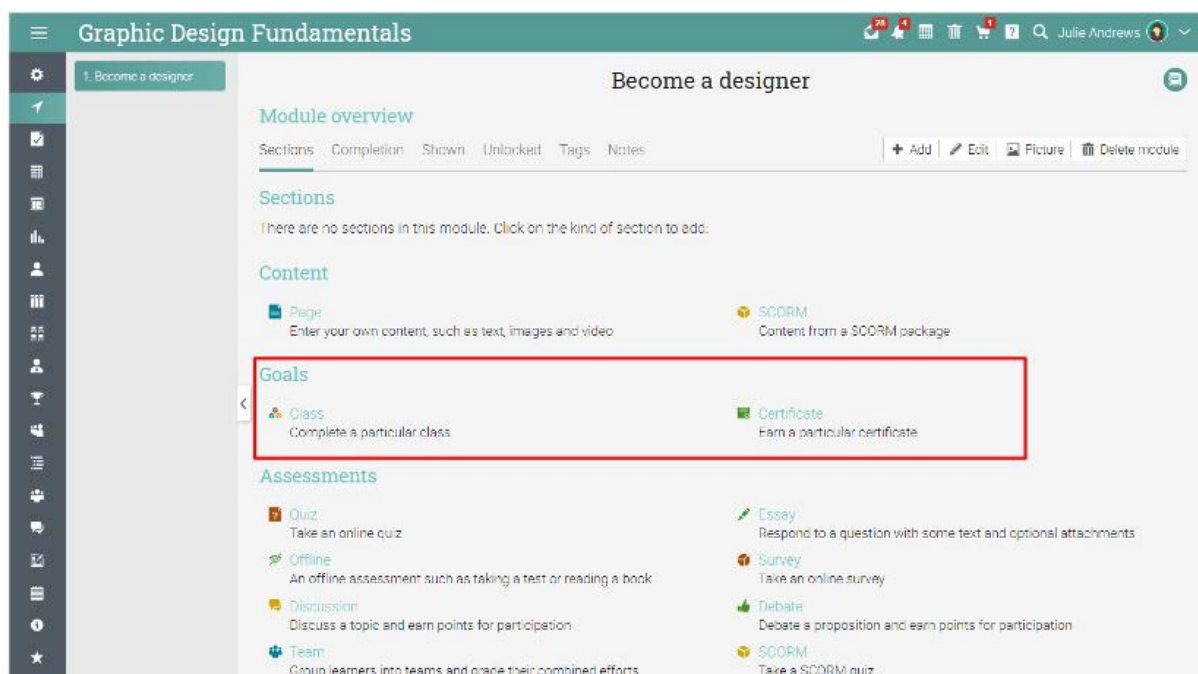 Graphic Design Fundamentals
28
4
1
Julie Andrews
1. Become a designer
Become a designer
Module overview
Sections Completion Shown Unlocked Tags Notes
Add Edit Picture Delete module
Sections
There are no sections in this module. Click on the kind of section to add:
Content
Page
Enter your own content, such as text, images and video
SCORM
Content from a SCORM package
Goals
Class
Complete a particular class
Certificate
Earn a particular certificate
Assessments
Quiz
Take an online quiz
Essay
Respond to a question with some text and optional attachments
Offline
An offline assessment such as taking a test or reading a book
Survey
Take an online survey
Discussion
Discuss a topic and earn points for participation
Debate
Debate a proposition and earn points for participation
Team
Group learners into teams and grade their combined efforts
SCORM
Take a SCORM quiz